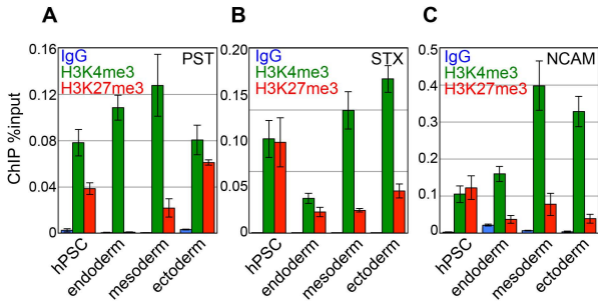 A
B
C
ChIP %input
0.16
0.12
0.08
0.04
0
IgG
H3K4me3
H3K27me3
PST
hPSC
endoderm
mesoderm
ectoderm
0.20
0.15
0.10
0.05
0
IgG
H3K4me3
H3K27me3
STX
hPSC
endoderm
mesoderm
ectoderm
0.5
0.4
0.3
0.2
0.1
0
IgG
H3K4me3
H3K27me3
NCAM
hPSC
endoderm
mesoderm
ectoderm